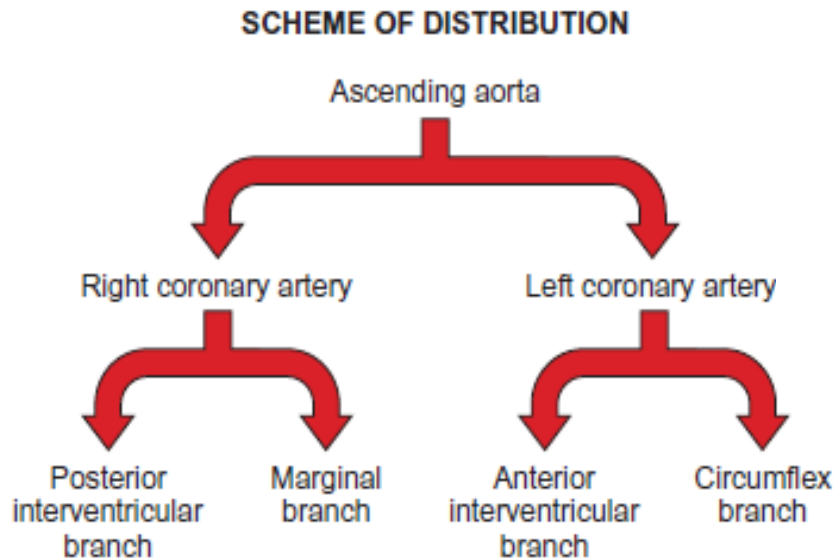 SCHEME OF DISTRIBUTION
Ascending aorta
Right coronary artery
Left coronary artery
Posterior
interventricular
branch
Marginal
branch
Anterior
interventricular
branch
Circumflex
branch